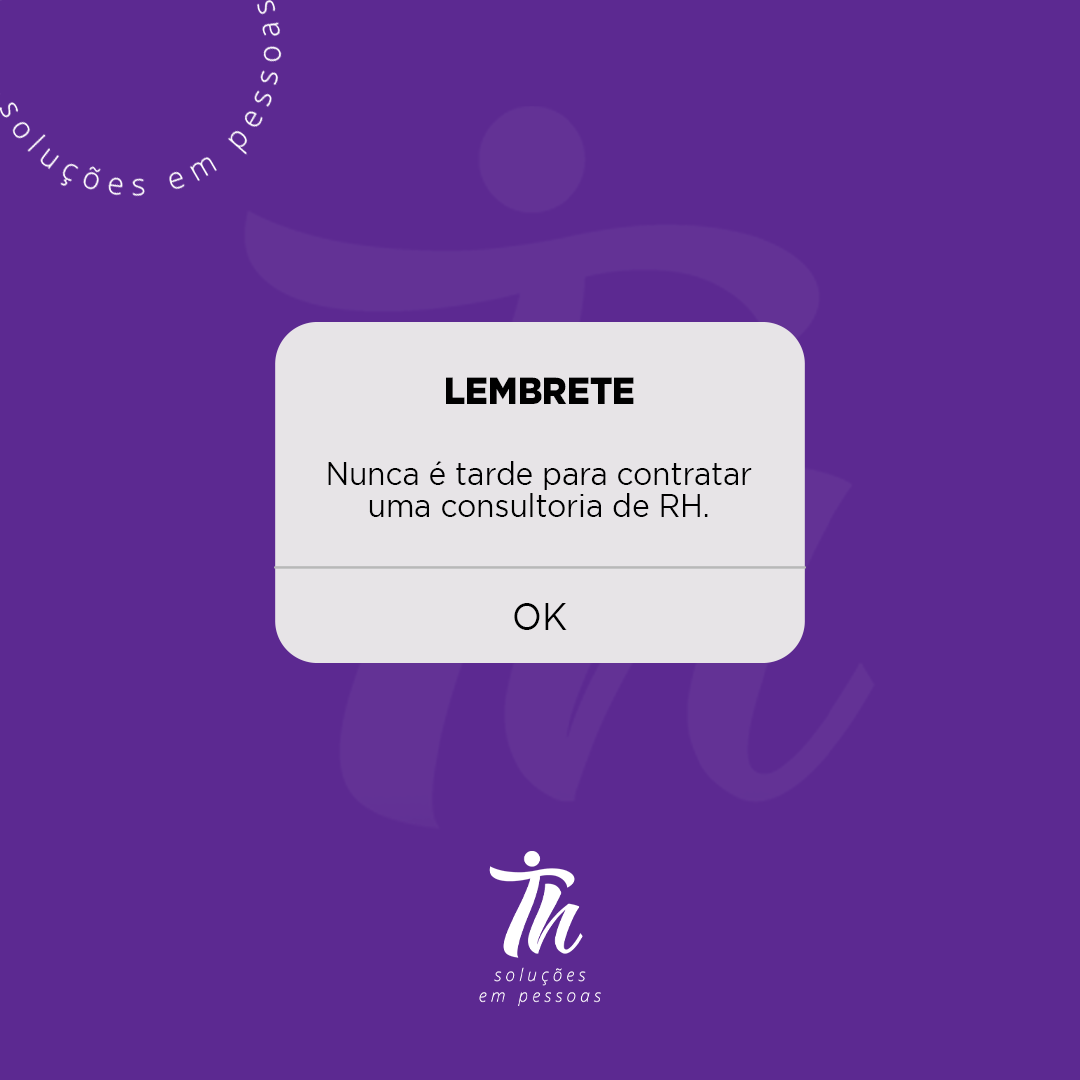 soluções em pessoas
LEMBRETE
Nunca é tarde para contratar
uma consultoria de RH.
OK
Th
soluções
em pessoas